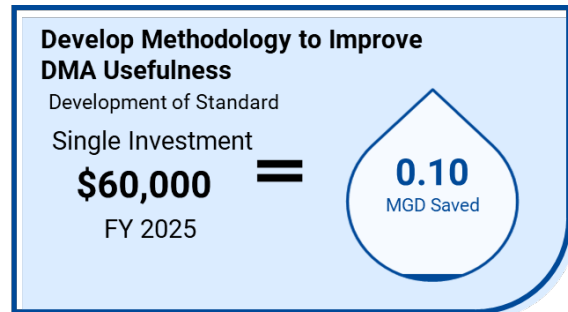 Develop Methodology to Improve
DMA Usefulness
Development of Standard
Single Investment
$60,000
FY 2025
=
0.10
MGD Saved